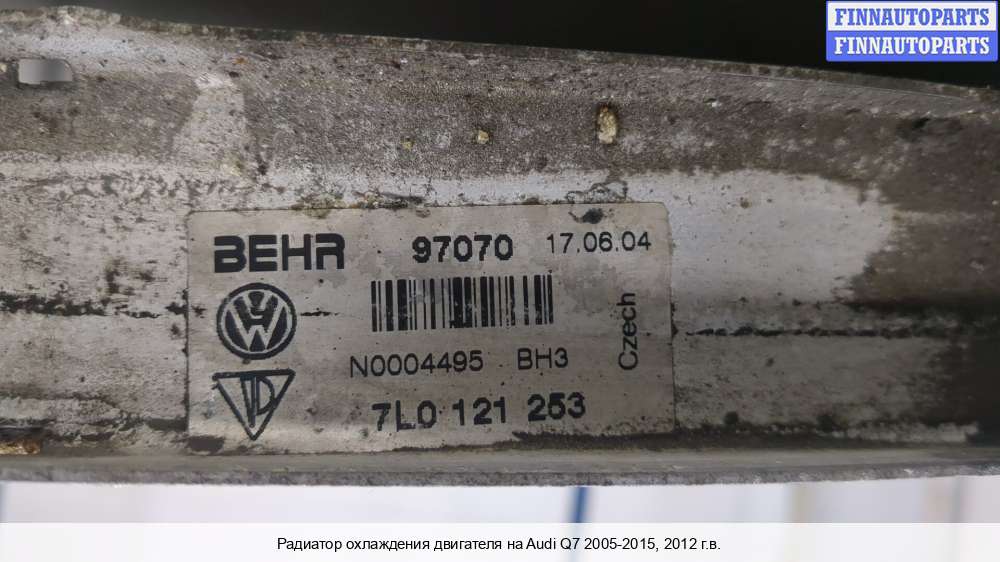 FINNAUTOPARTS
FINNAUTOPARTS
BEHR 97070 17.06.04
N0004495 BH3
Czech
7L0 121 253
Радиатор охлаждения двигателя на Audi Q7 2005-2015, 2012 г.в.